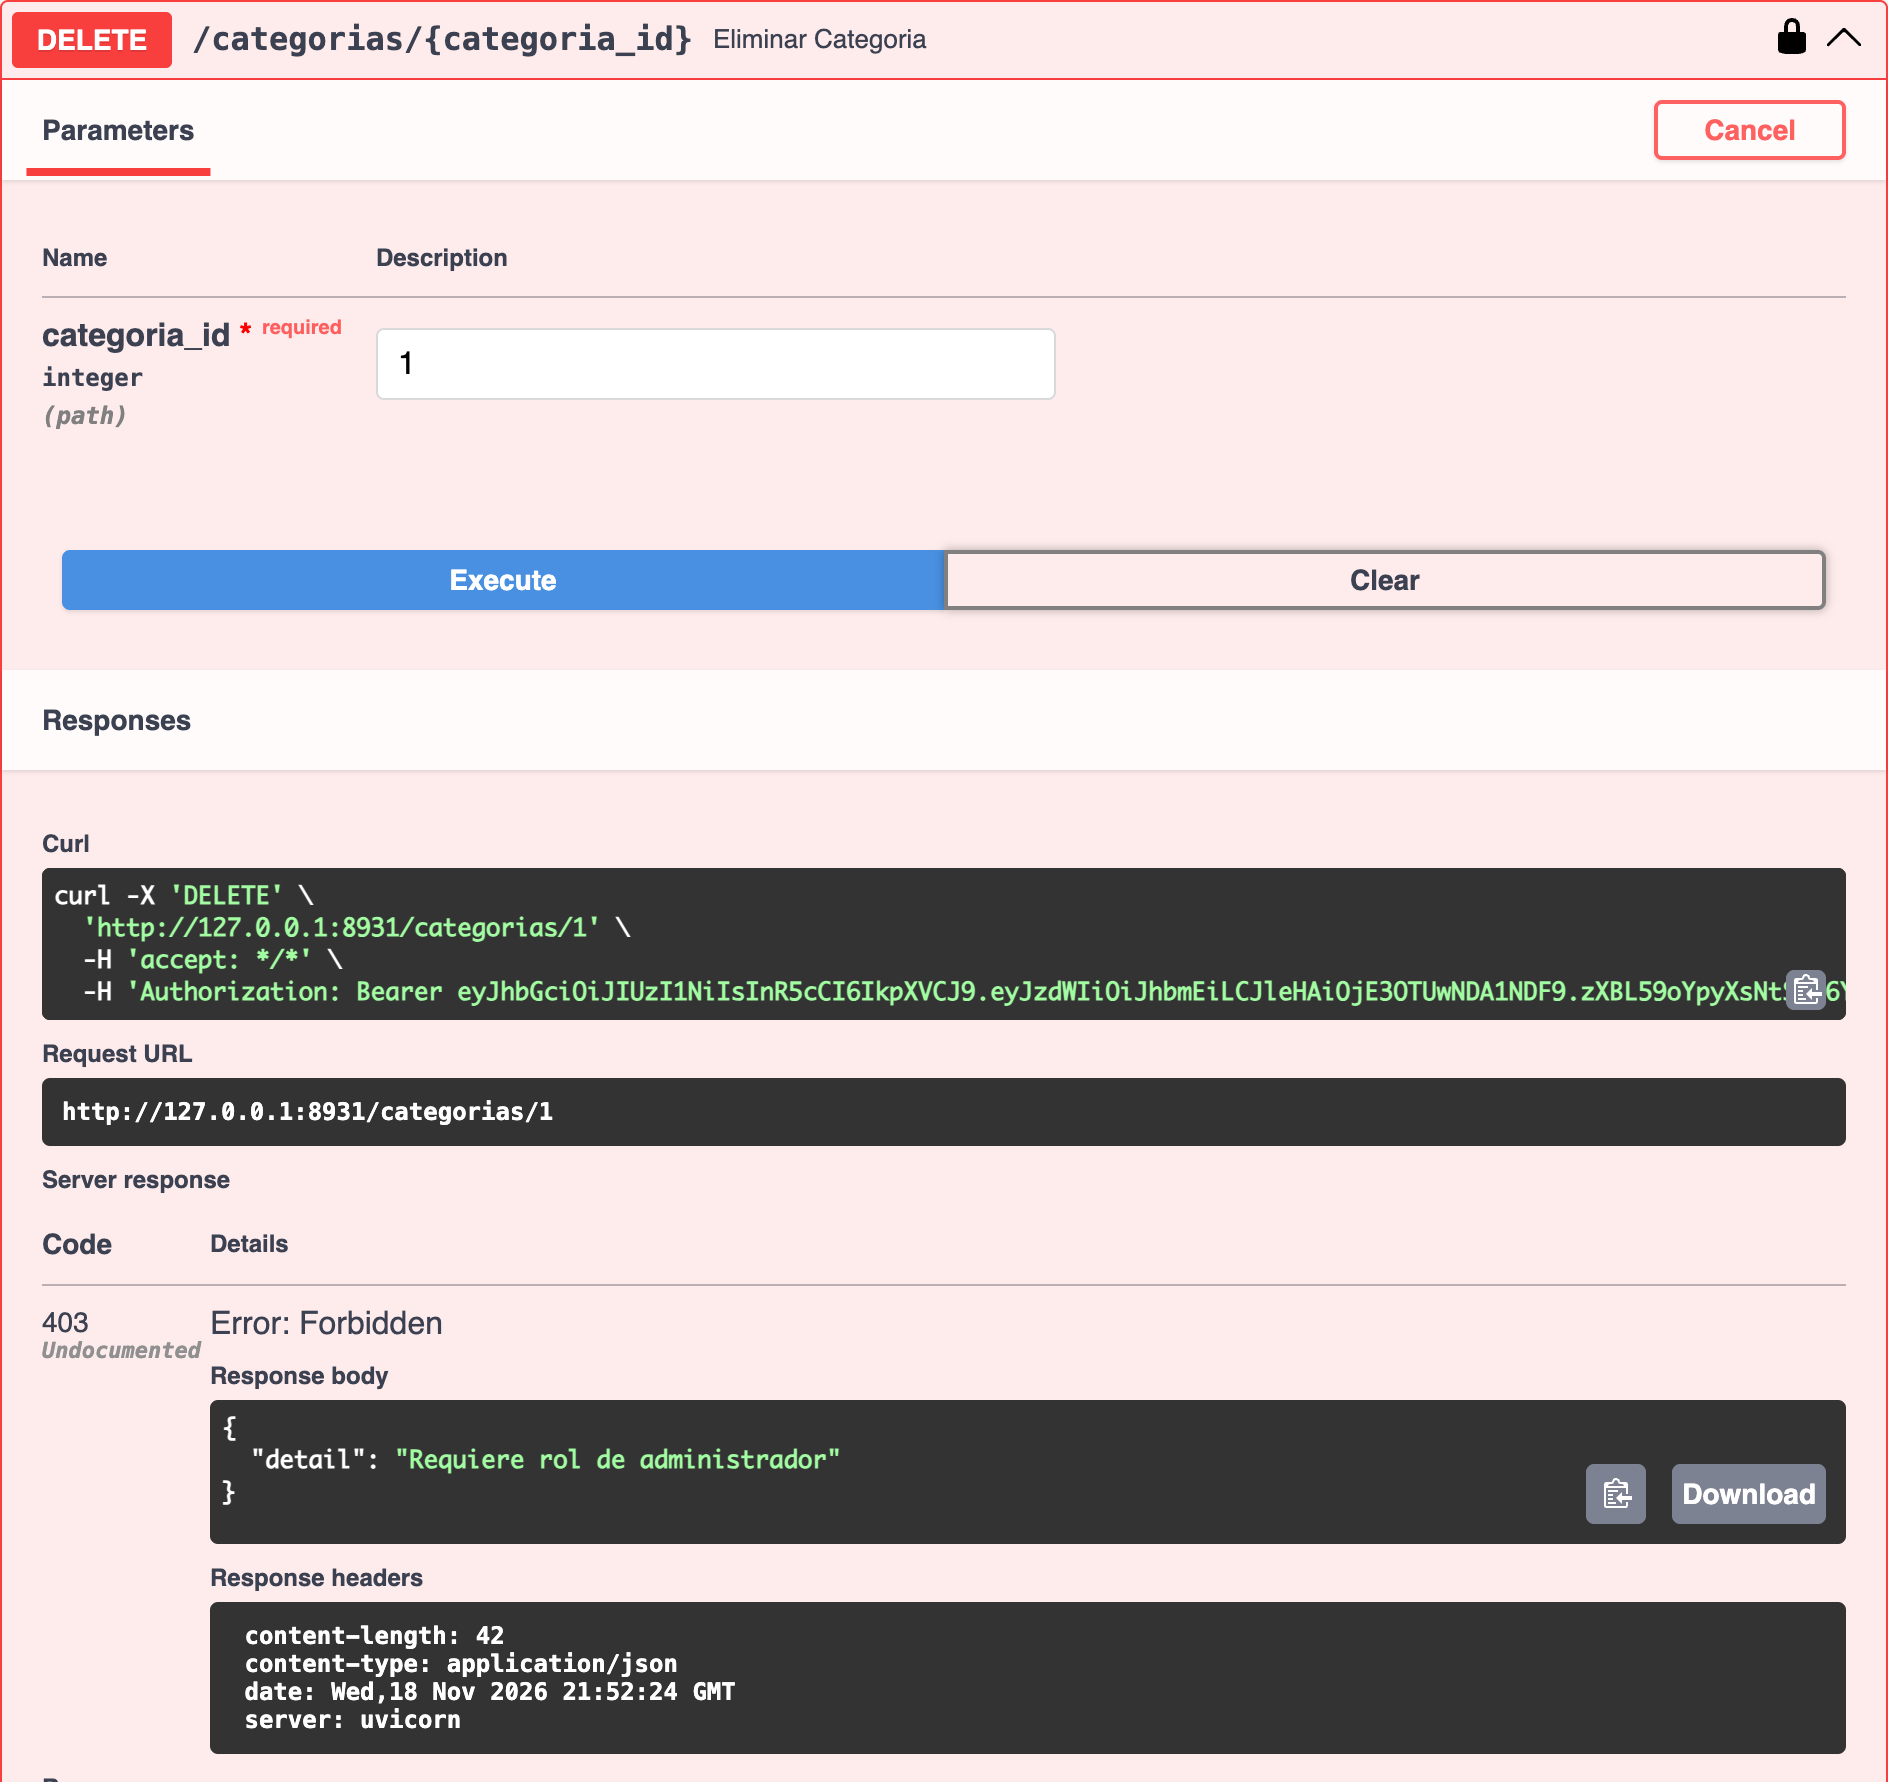 DELETE /categorias/{categoria_id} Eliminar Categoria
Parameters
Cancel
Name Description
categoria_id * required
integer
(path)
1
Execute Clear
Responses
Curl
curl -X 'DELETE' \
'http://127.0.0.1:8931/categorias/1' \
-H 'accept: */*' \
-H 'Authorization: Bearer eyJhbGciOiJIUzI1NiIsInR5cCI6IkpXVCJ9.eyJzdWIiOiJhbmEiLCJleHAiOjE3OTUwNDA1NDF9.zXBL59oYpyXsNt
Request URL
http://127.0.0.1:8931/categorias/1
Server response
Code Details
403 Error: Forbidden
Undocumented
Response body
{
"detail": "Requiere rol de administrador"
}
Download
Response headers
content-length: 42
content-type: application/json
date: Wed,18 Nov 2026 21:52:24 GMT
server: uvicorn